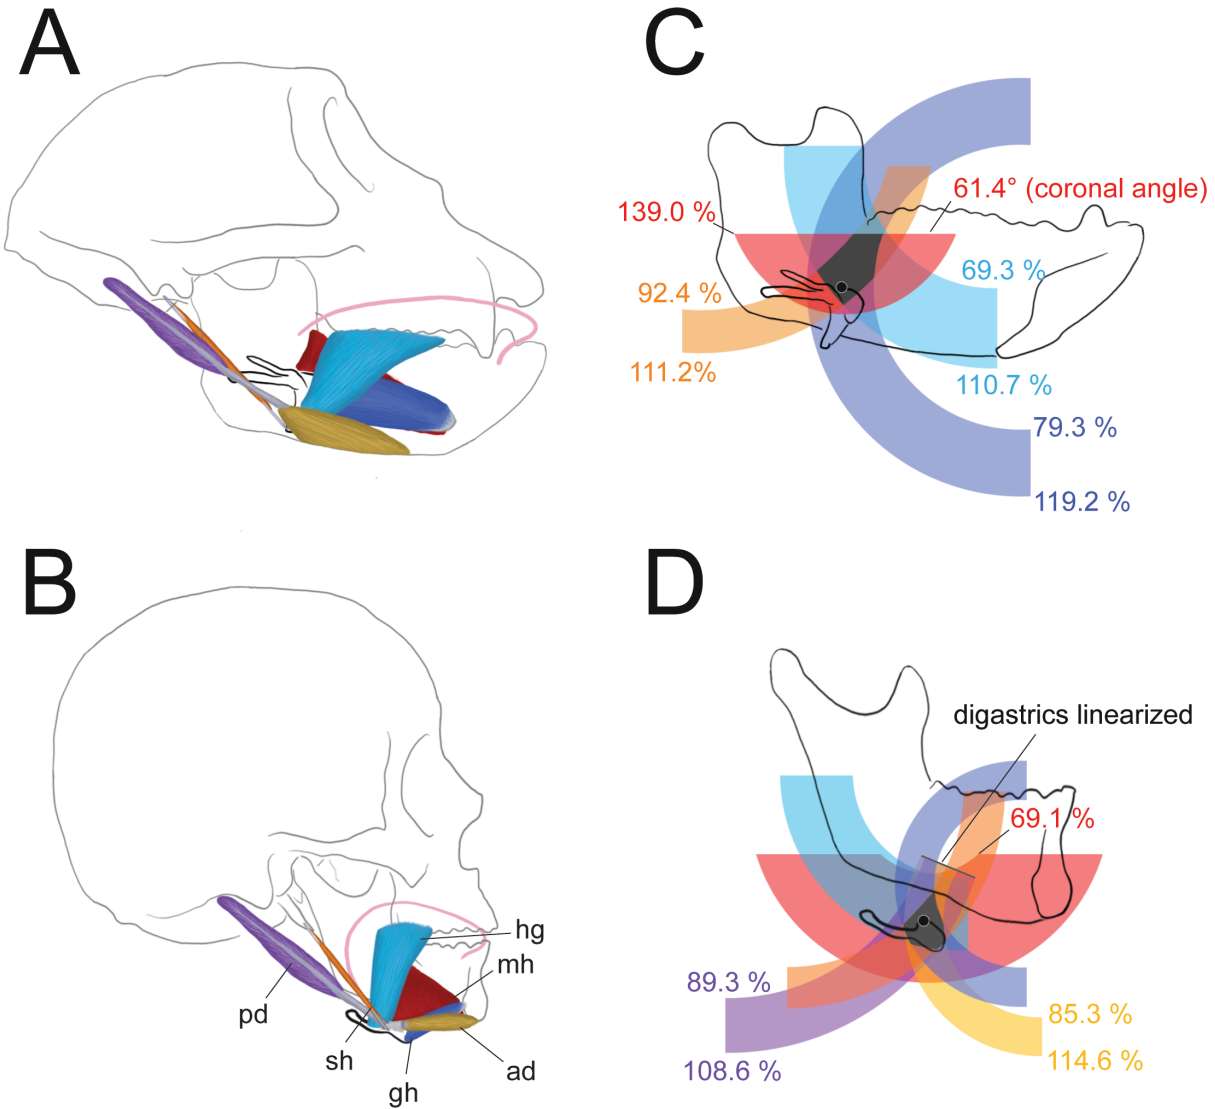 A
C
61.4° (coronal angle)
139.0 %
69.3 %
92.4 %
111.2%
110.7 %
79.3 %
119.2 %
B
D
digastrics linearized
69.1 %
hg
mh
pd
sh
gh
ad
89.3 %
85.3 %
114.6 %
108.6 %